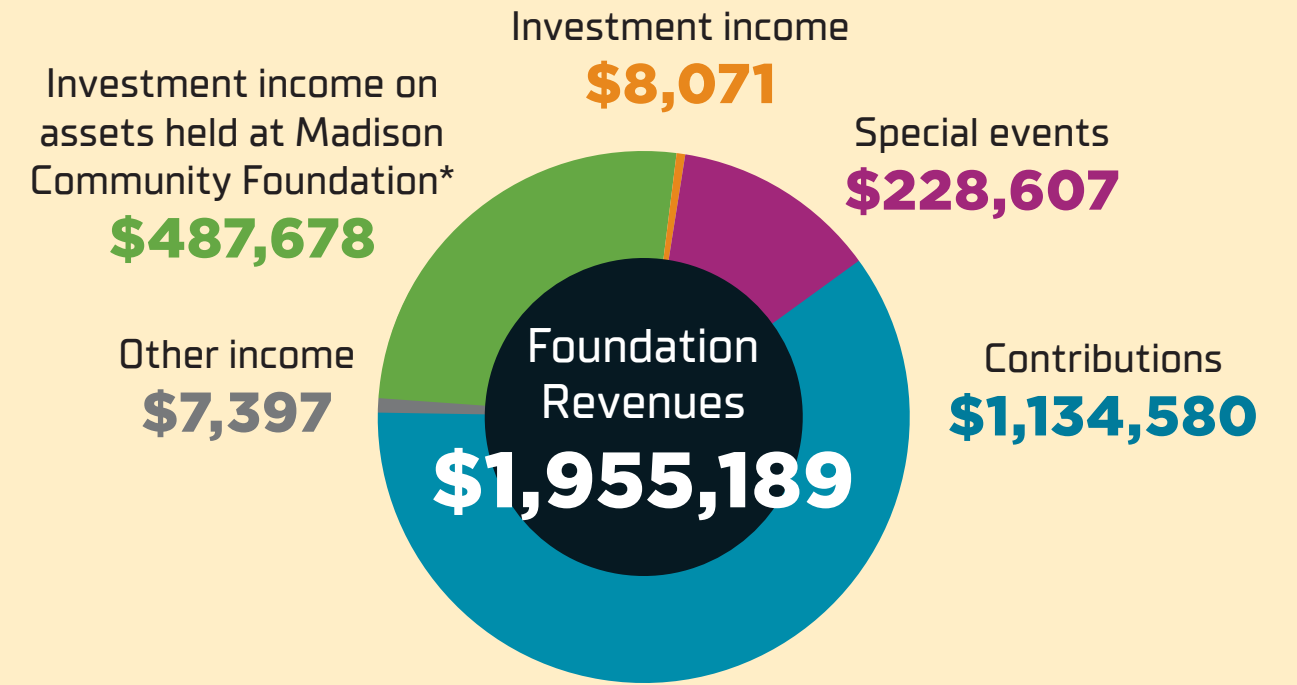 Investment income
$8,071
Investment income on
assets held at Madison
Community Foundation*
$487,678
Special events
$228,607
Other income
$7,397
Foundation
Revenues
$1,955,189
Contributions
$1,134,580